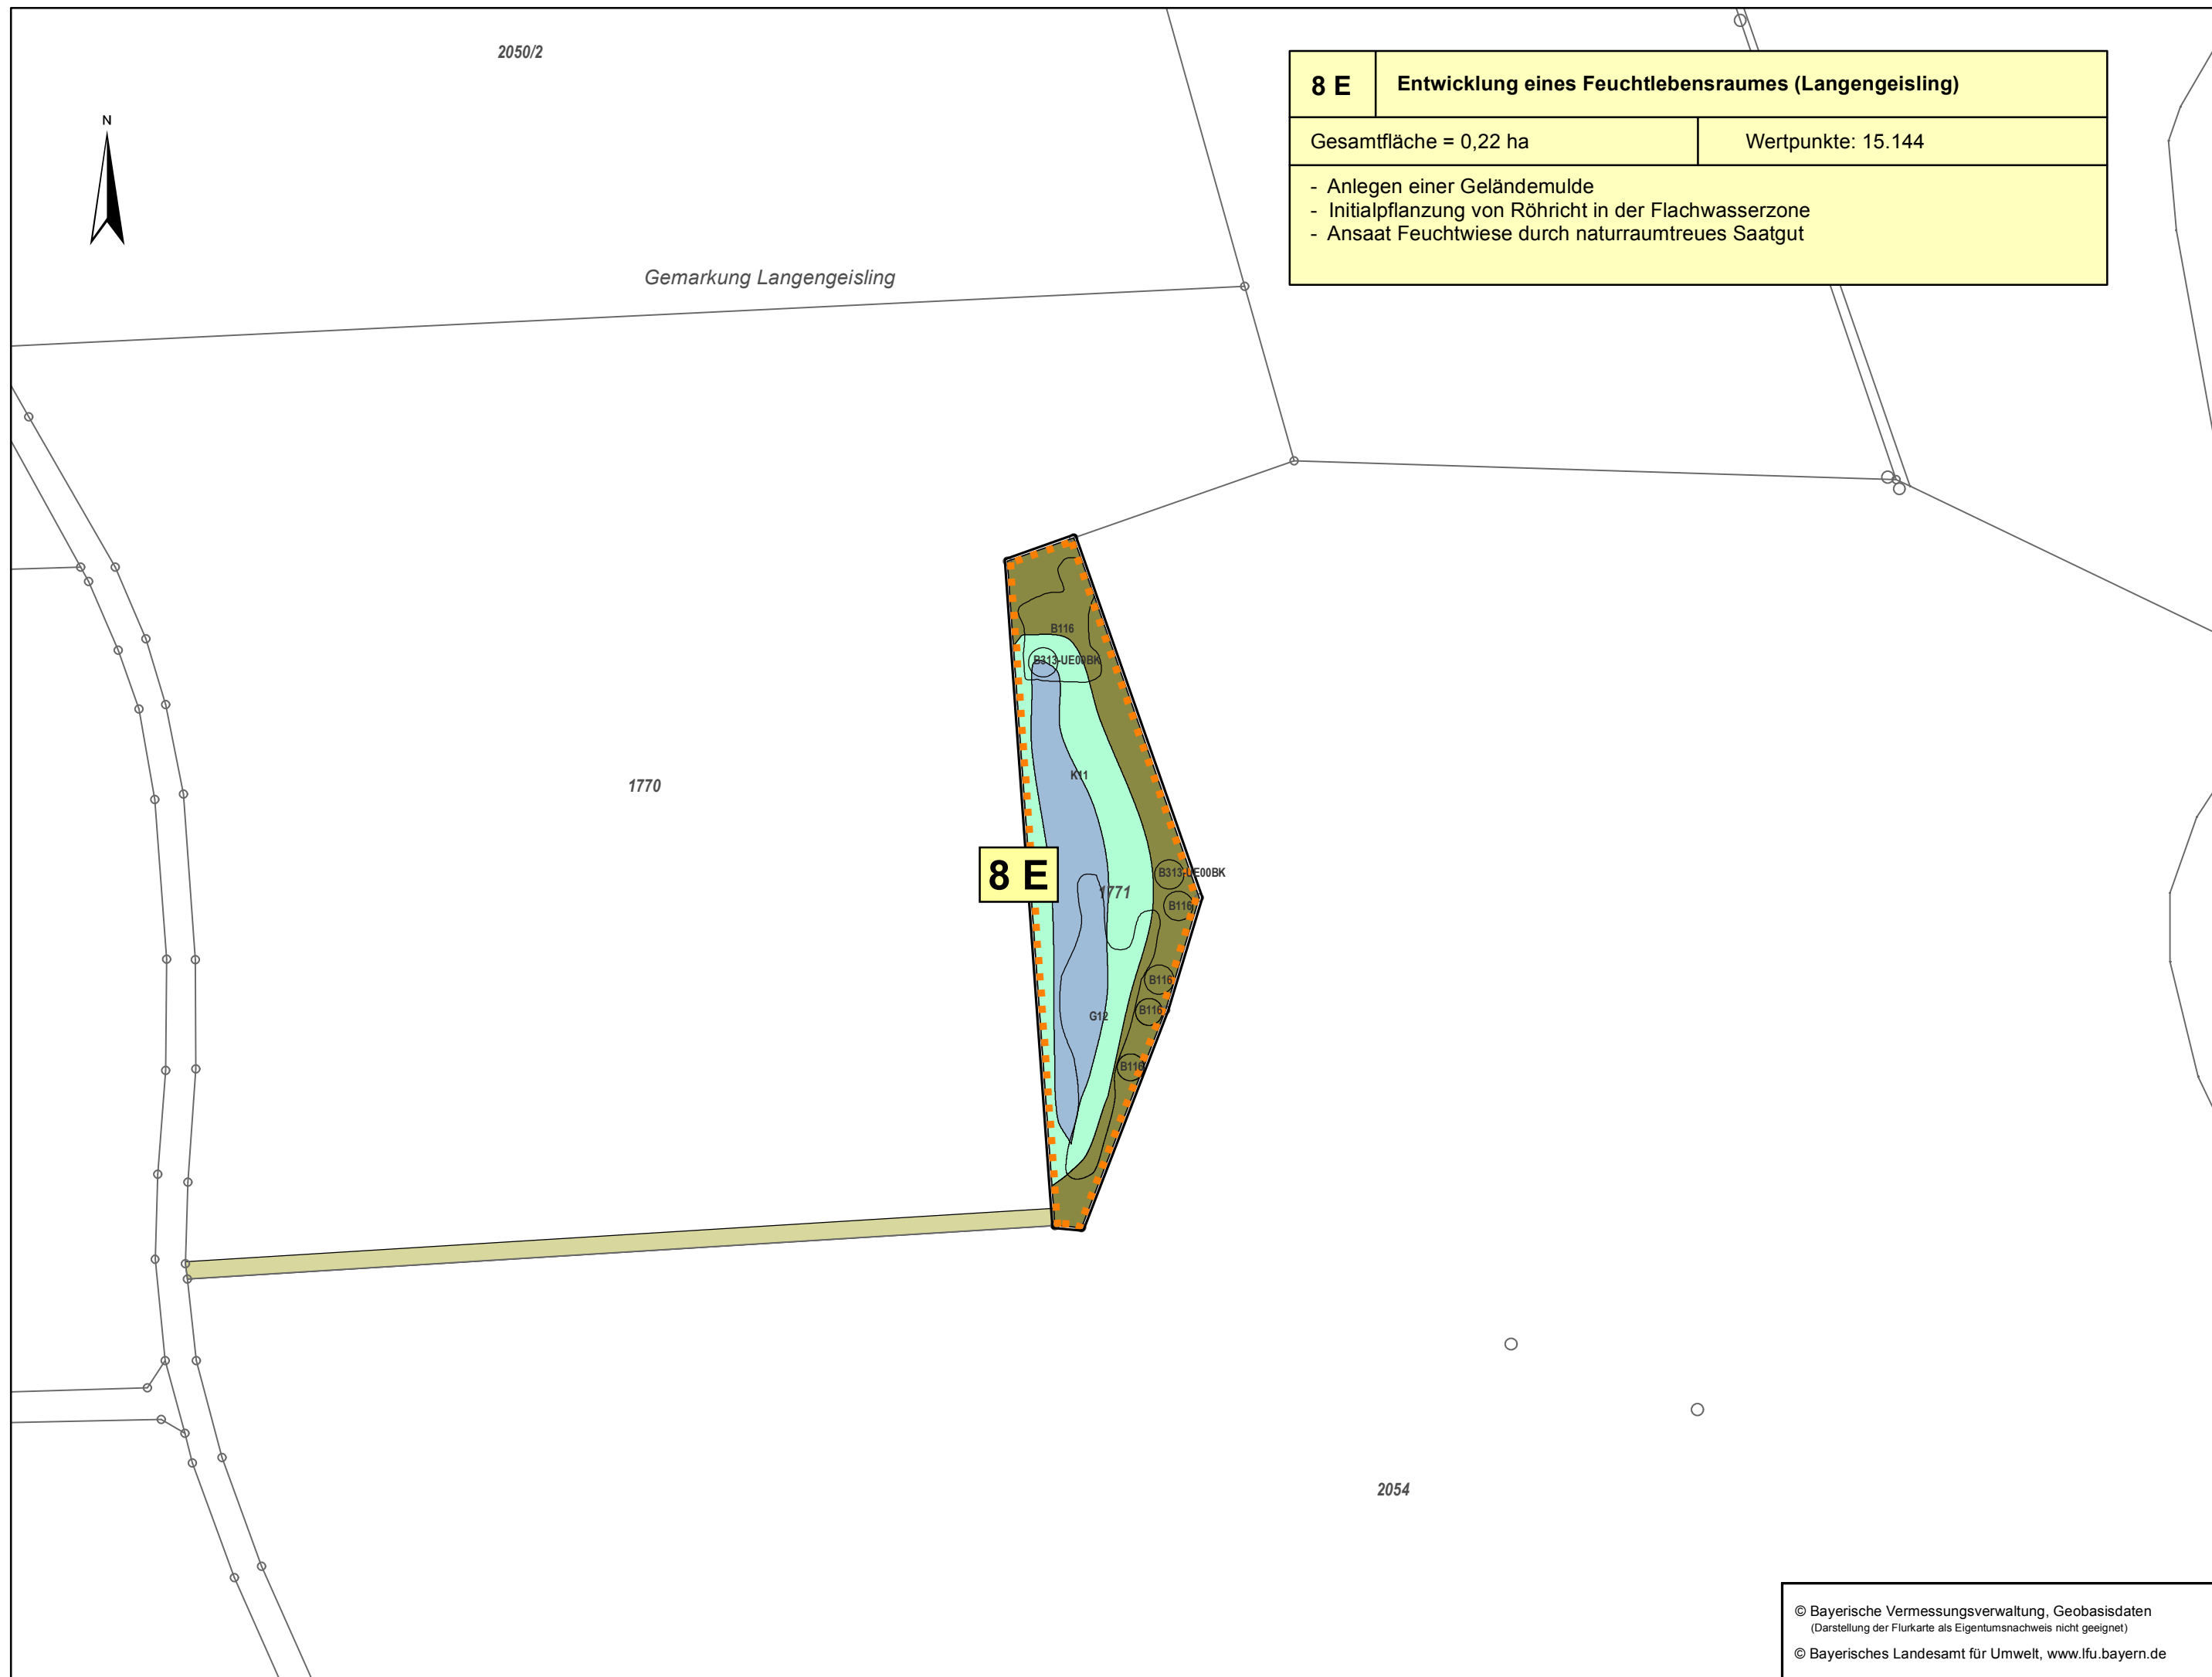 2050/2
8 E
Entwicklung eines Feuchtlebensraumes (Langengeisling)
Gesamtfläche = 0,22 ha
Wertpunkte: 15.144
- Anlegen einer Geländemulde
- Initialpflanzung von Röhricht in der Flachwasserzone
- Ansaat Feuchtwiese durch naturraumtreues Saatgut
N
Gemarkung Langengeisling
B116
B313-UE00BK
K11
1770
8 E
1771
B313-UE00BK
B116
B116
B116
G12
B116
2054
© Bayerische Vermessungsverwaltung, Geobasisdaten
(Darstellung der Flurkarte als Eigentumsnachweis nicht geeignet)
© Bayerisches Landesamt für Umwelt, www.lfu.bayern.de